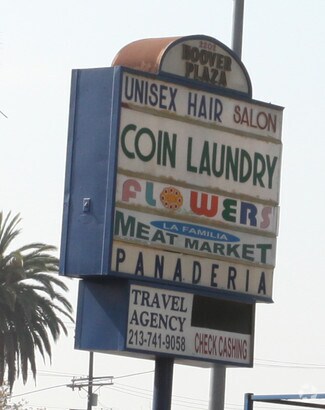 HOOVER
PLAZA
UNISEX HAIR SALON
COIN LAUNDRY
FLOWERS
LA FAMILIA
MEAT MARKET
PANADERIA
TRAVEL
AGENCY
213-741-9058
CHECK CASHING